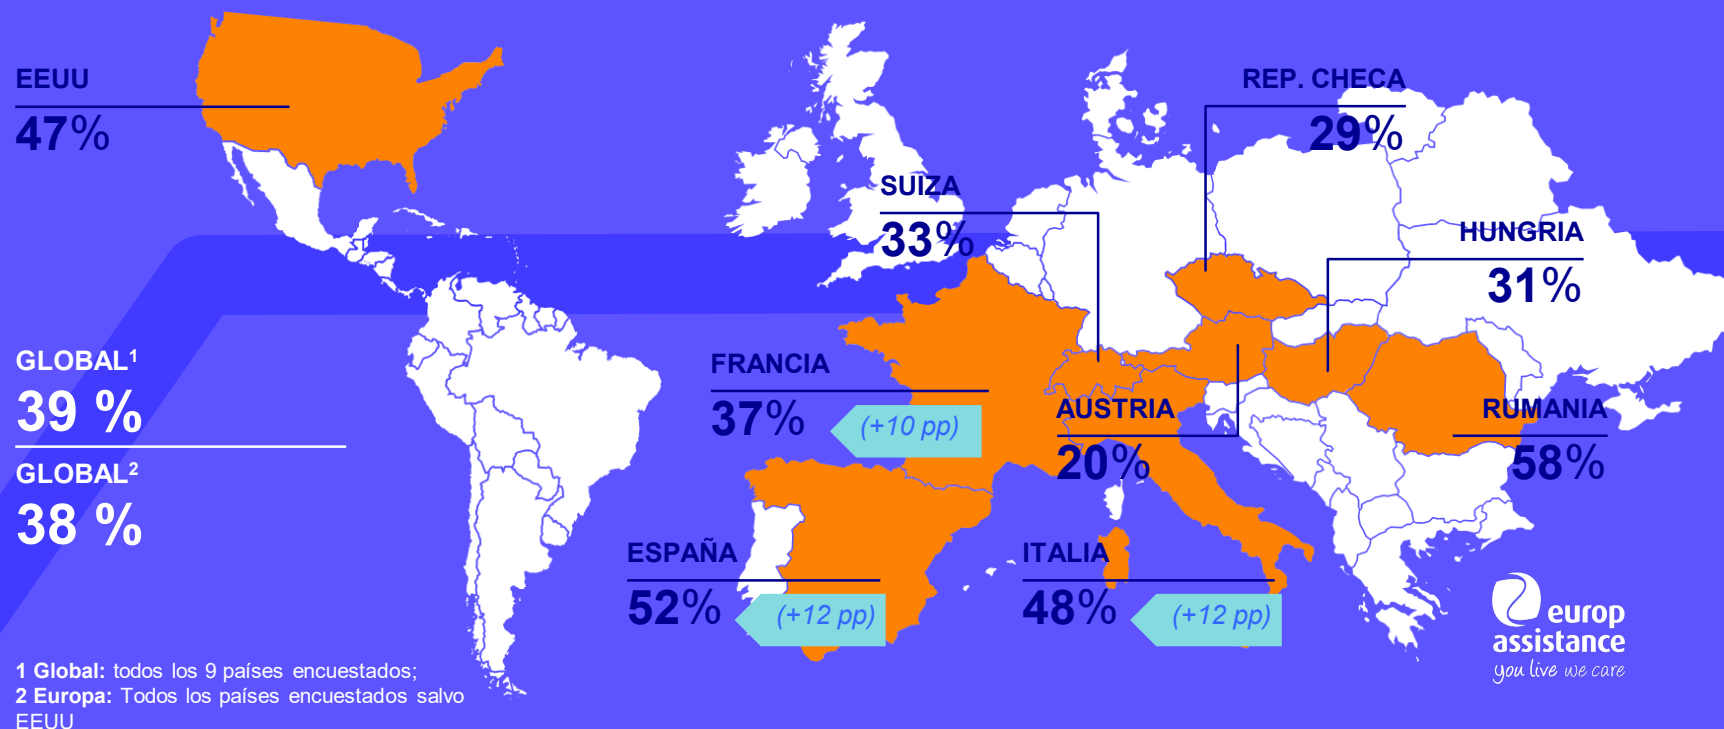 EEUU
47%
REP. CHECA
29%
SUIZA
33%
HUNGRIA
31%
GLOBAL¹
39 %
GLOBAL²
38 %
FRANCIA
37%
(+10 pp)
AUSTRIA
20%
RUMANIA
58%
ESPAÑA
52%
(+12 pp)
ITALIA
48%
(+12 pp)
europ
assistance
you live we care
1 Global: todos los 9 países encuestados;
2 Europa: Todos los países encuestados salvo
EEUU